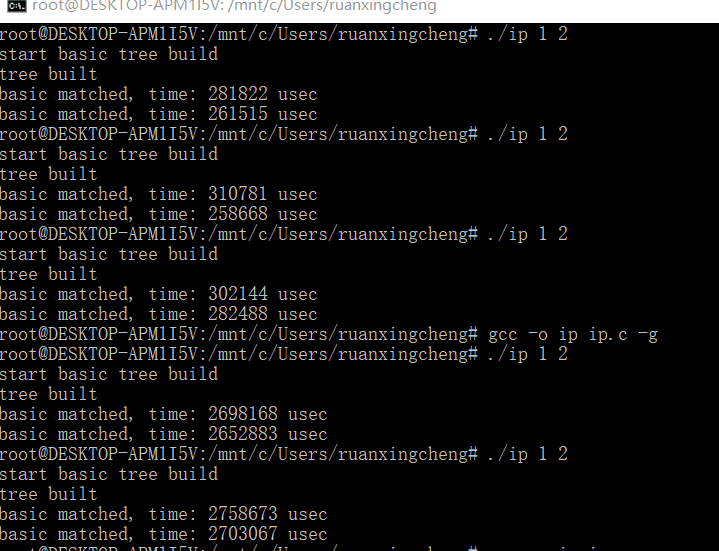 root@DESKTOP-APM1I5V: /mnt/c/Users/ruanxingcheng
root@DESKTOP-APM1I5V:/mnt/c/Users/ruanxingcheng# ./ip 1 2
start basic tree build
tree built
basic matched, time: 281822 usec
basic matched, time: 261515 usec
root@DESKTOP-APM1I5V:/mnt/c/Users/ruanxingcheng# ./ip 1 2
start basic tree build
tree built
basic matched, time: 310781 usec
basic matched, time: 258668 usec
root@DESKTOP-APM1I5V:/mnt/c/Users/ruanxingcheng# ./ip 1 2
start basic tree build
tree built
basic matched, time: 302144 usec
basic matched, time: 282488 usec
root@DESKTOP-APM1I5V:/mnt/c/Users/ruanxingcheng# gcc -o ip ip.c -g
root@DESKTOP-APM1I5V:/mnt/c/Users/ruanxingcheng# ./ip 1 2
start basic tree build
tree built
basic matched, time: 2698168 usec
basic matched, time: 2652883 usec
root@DESKTOP-APM1I5V:/mnt/c/Users/ruanxingcheng# ./ip 1 2
start basic tree build
tree built
basic matched, time: 2758673 usec
basic matched, time: 2703067 usec